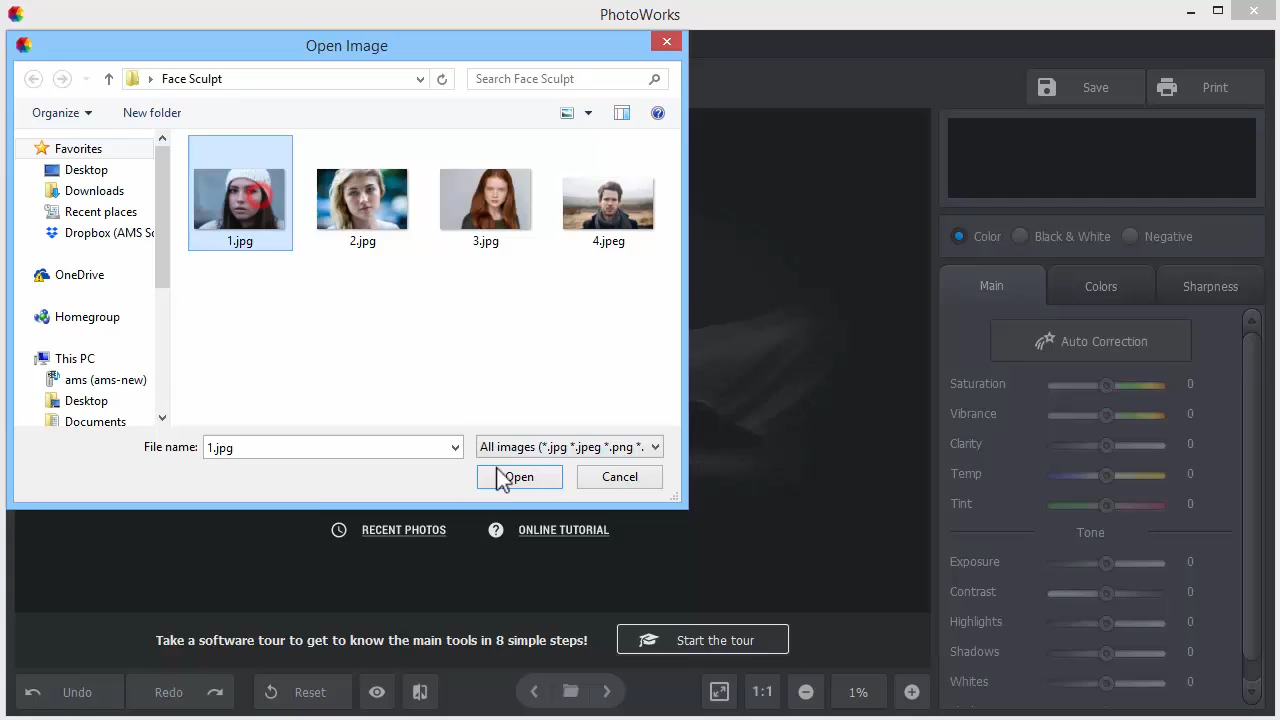 PhotoWorks
Open Image
Face Sculpt
Search Face Sculpt
Organize
New folder
Favorites
Desktop
Downloads
Recent places
Dropbox (AMS So
OneDrive
Homegroup
This PC
ams (ams-new)
Desktop
Documents
1.jpg
2.jpg
3.jpg
4.jpeg
File name:
1.jpg
All images (*.jpg *.jpeg *.png *.
Open
Cancel
RECENT PHOTOS
ONLINE TUTORIAL
Take a software tour to get to know the main tools in 8 simple steps!
Start the tour
Undo
Redo
Reset
1:1
1%
Save
Print
Color
Black & White
Negative
Main
Colors
Sharpness
Auto Correction
Saturation 0
Vibrance 0
Clarity 0
Temp 0
Tint 0
Tone
Exposure 0
Contrast 0
Highlights 0
Shadows 0
Whites 0